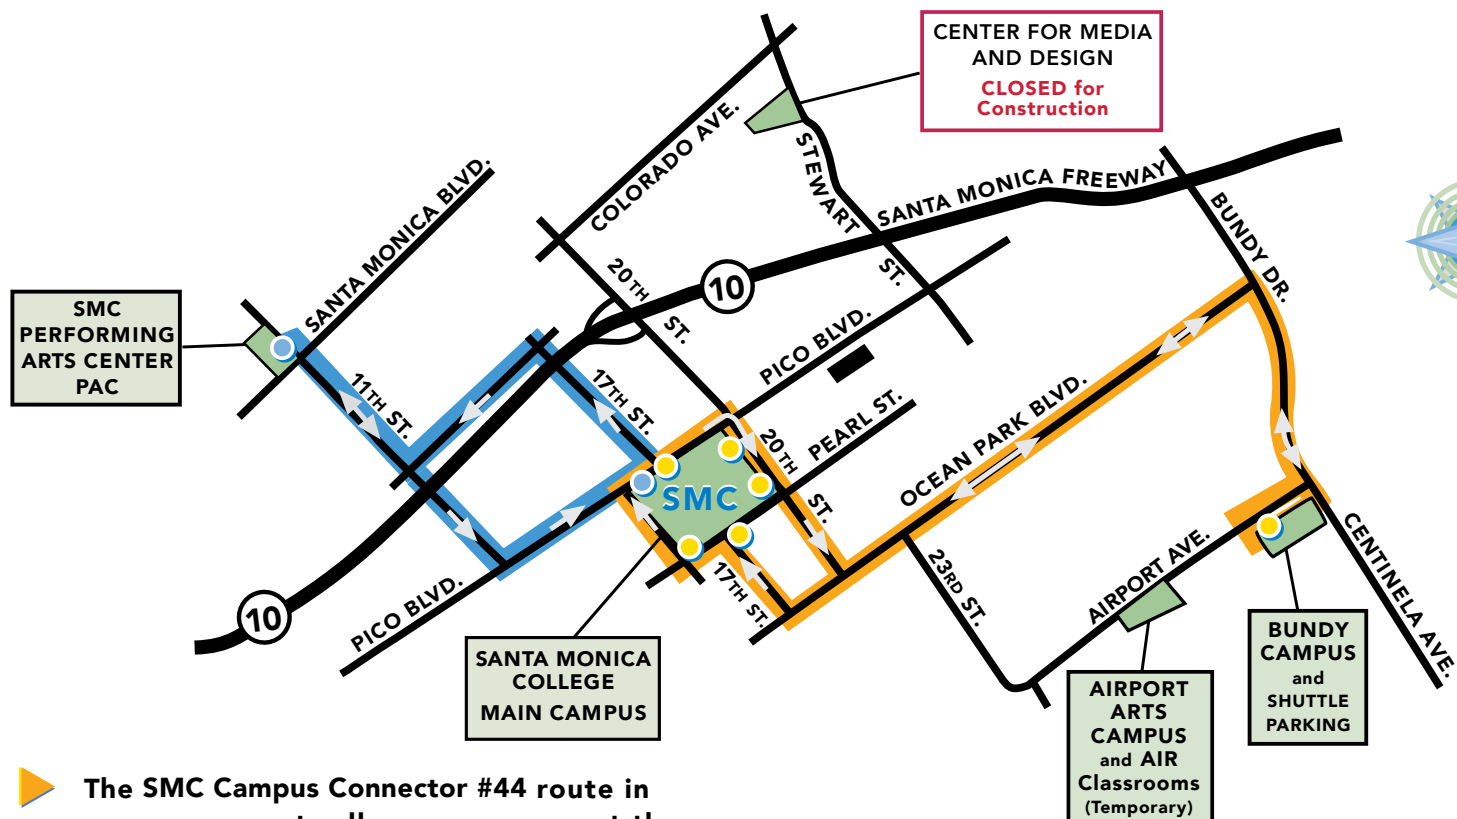 CENTER FOR MEDIA
AND DESIGN
CLOSED for
Construction
COLORADO AVE.
STEWART
ST.
SANTA MONICA FREEWAY
BUNDY DR.
SANTA MONICA BLVD.
20TH
ST.
10
PICO BLVD.
SMC
PERFORMING
ARTS CENTER
PAC
11TH ST.
17TH ST.
20TH
ST.
PEARL ST.
OCEAN PARK BLVD.
SMC
17TH ST.
23RD ST.
AIRPORT AVE.
CENTINELA AVE.
10
PICO BLVD.
SANTA MONICA
COLLEGE
MAIN CAMPUS
BUNDY
CAMPUS
and
SHUTTLE
PARKING
AIRPORT
ARTS
CAMPUS
and AIR
Classrooms
(Temporary)
The SMC Campus Connector #44 route in